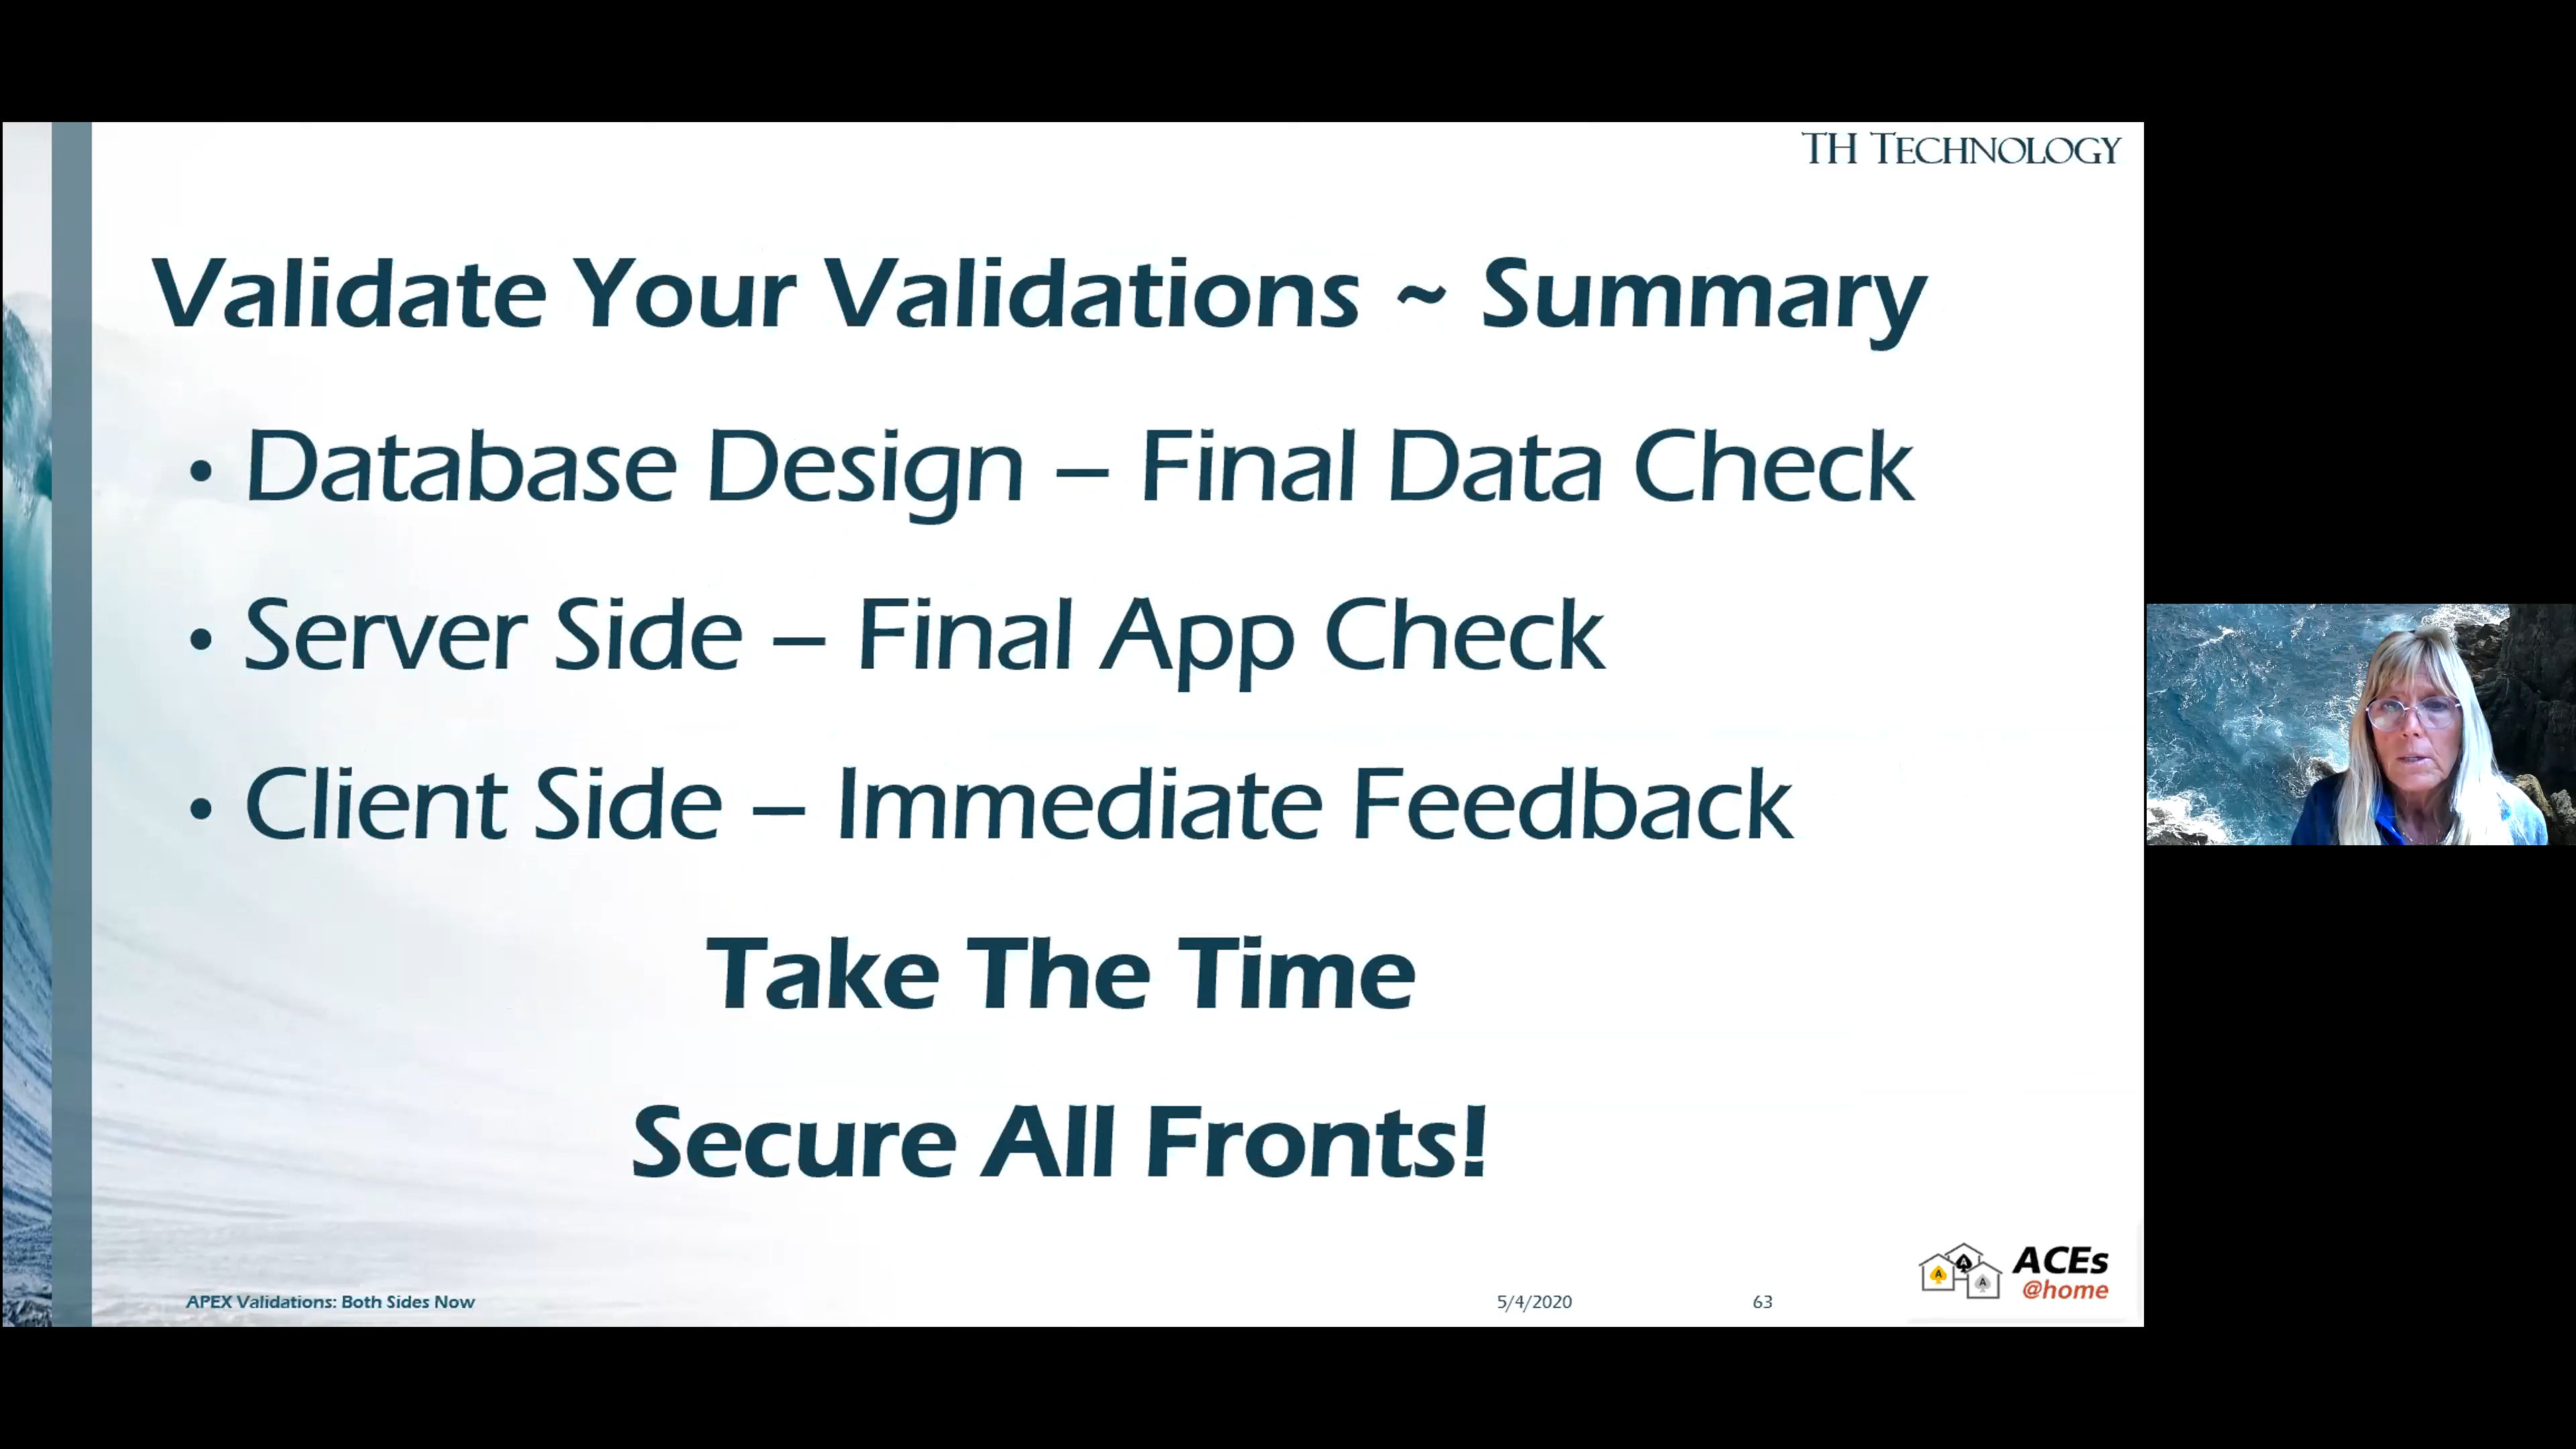 TH TECHNOLOGY
Validate Your Validations ~ Summary
• Database Design – Final Data Check
• Server Side – Final App Check
• Client Side – Immediate Feedback
Take The Time
Secure All Fronts!
APEX Validations: Both Sides Now
5/4/2020
63
A A A
ACEs
@home